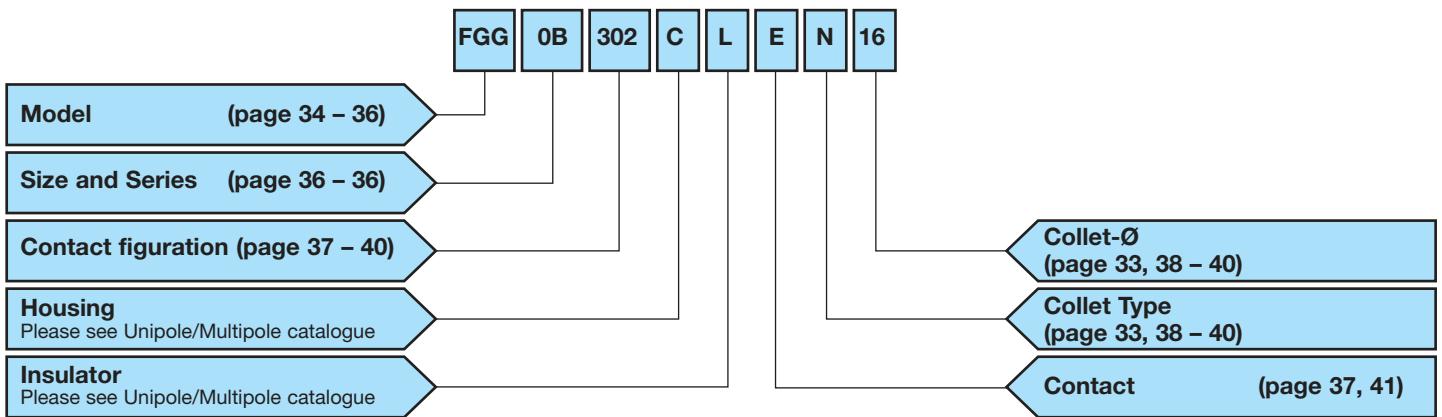 FGG 0B 302 C L E N 16
Model (page 34 – 36)
Size and Series (page 36 – 36)
Contact figuration (page 37 – 40)
Housing
Please see Unipole/Multipole catalogue
Insulator
Please see Unipole/Multipole catalogue
Collet-Ø
(page 33, 38 – 40)
Collet Type
(page 33, 38 – 40)
Contact (page 37, 41)